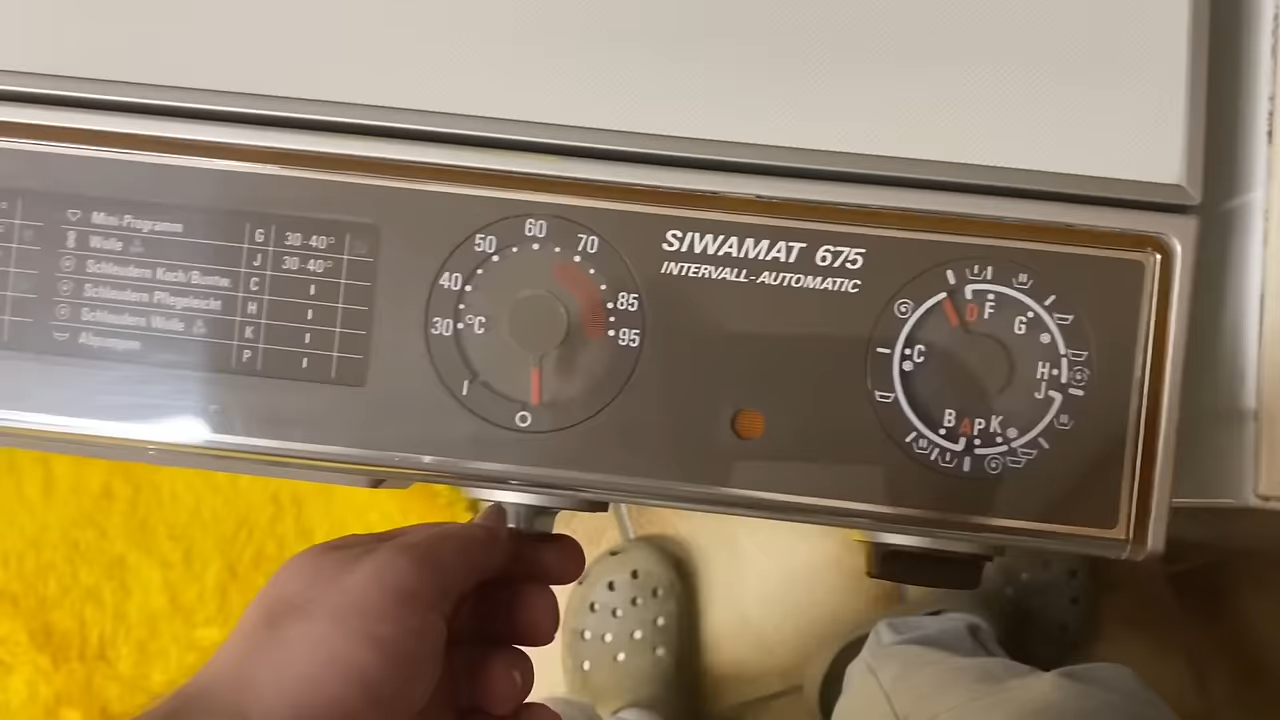 Mini-Programm G 30-40°
Wolle J 30-40°
Schleudern Koch/Buntw. C I
Schleudern Pflegeleicht H I
Schleudern Wolle K I
Abpumpen P I
60
50 70
40 85
30 °C 95
I
O
SIWAMAT 675
INTERVALL-AUTOMATIC
D F
G
C
H
J
B A P K